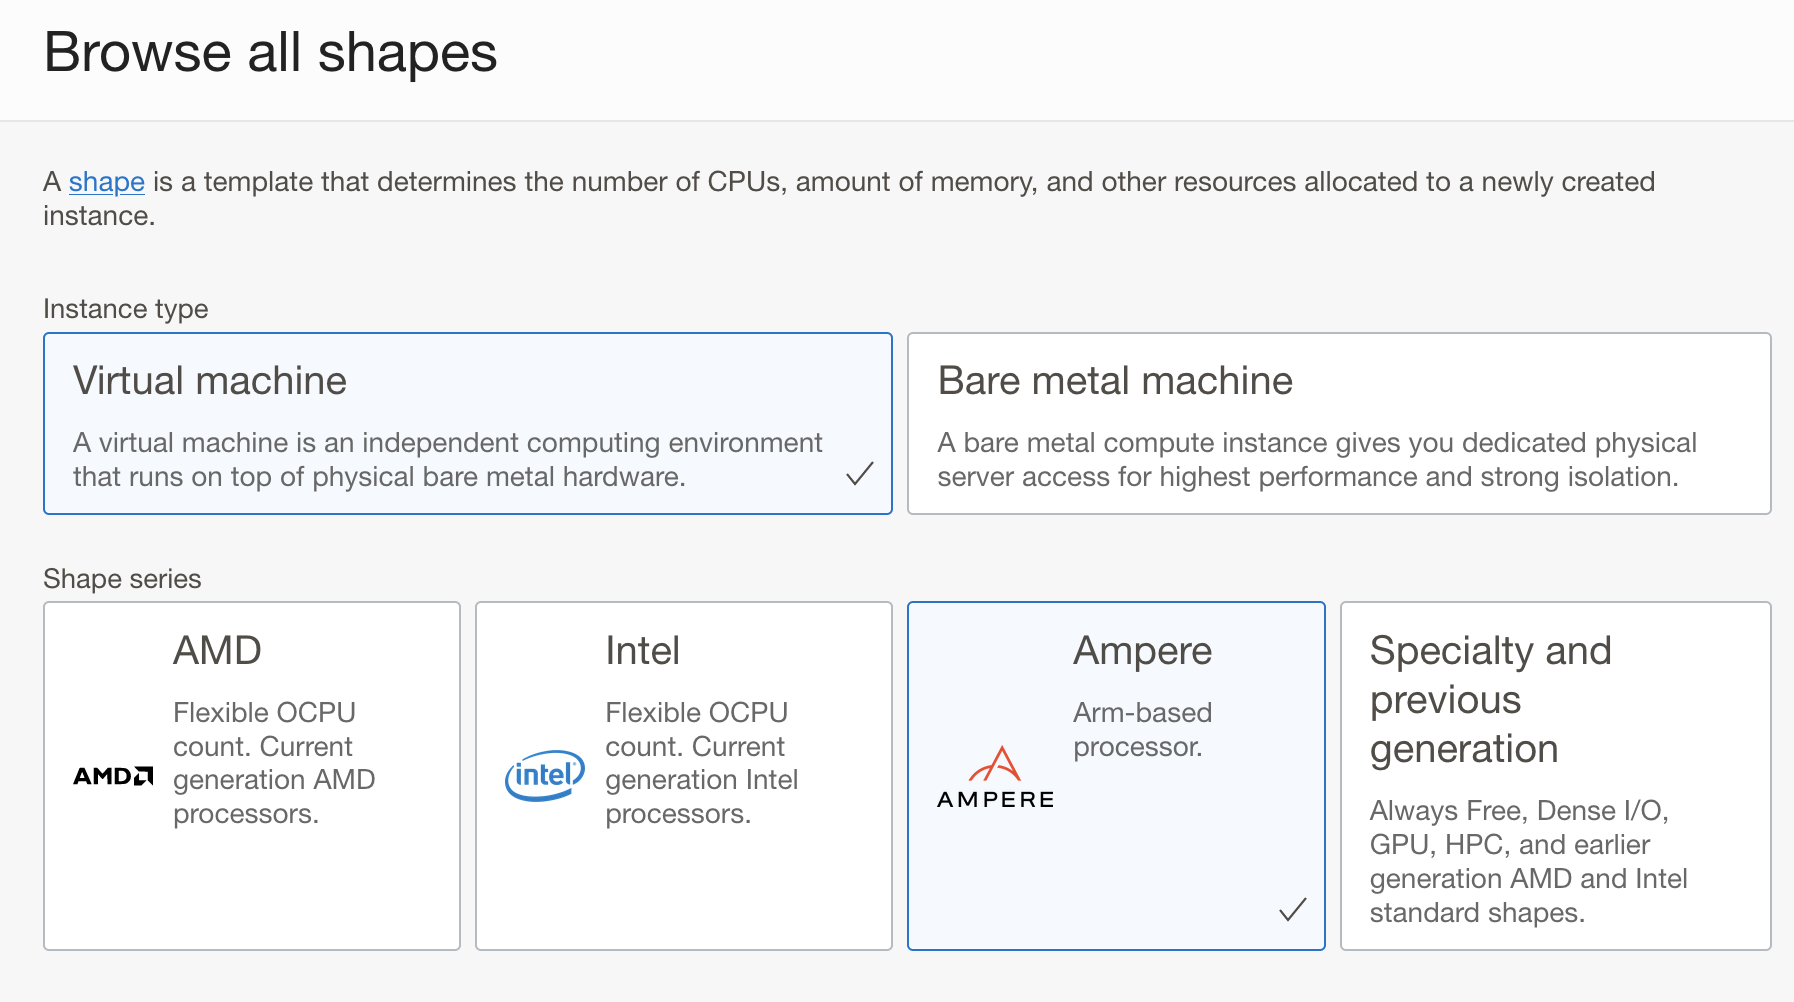 Browse all shapes
A shape is a template that determines the number of CPUs, amount of memory, and other resources allocated to a newly created
instance.
Instance type
Virtual machine
A virtual machine is an independent computing environment
that runs on top of physical bare metal hardware.
Bare metal machine
A bare metal compute instance gives you dedicated physical
server access for highest performance and strong isolation.
Shape series
AMD
AMD
Flexible OCPU
count. Current
generation AMD
processors.
intel
Intel
Flexible OCPU
count. Current
generation Intel
processors.
AMPERE
Ampere
Arm-based
processor.
Specialty and
previous
generation
Always Free, Dense I/O,
GPU, HPC, and earlier
generation AMD and Intel
standard shapes.